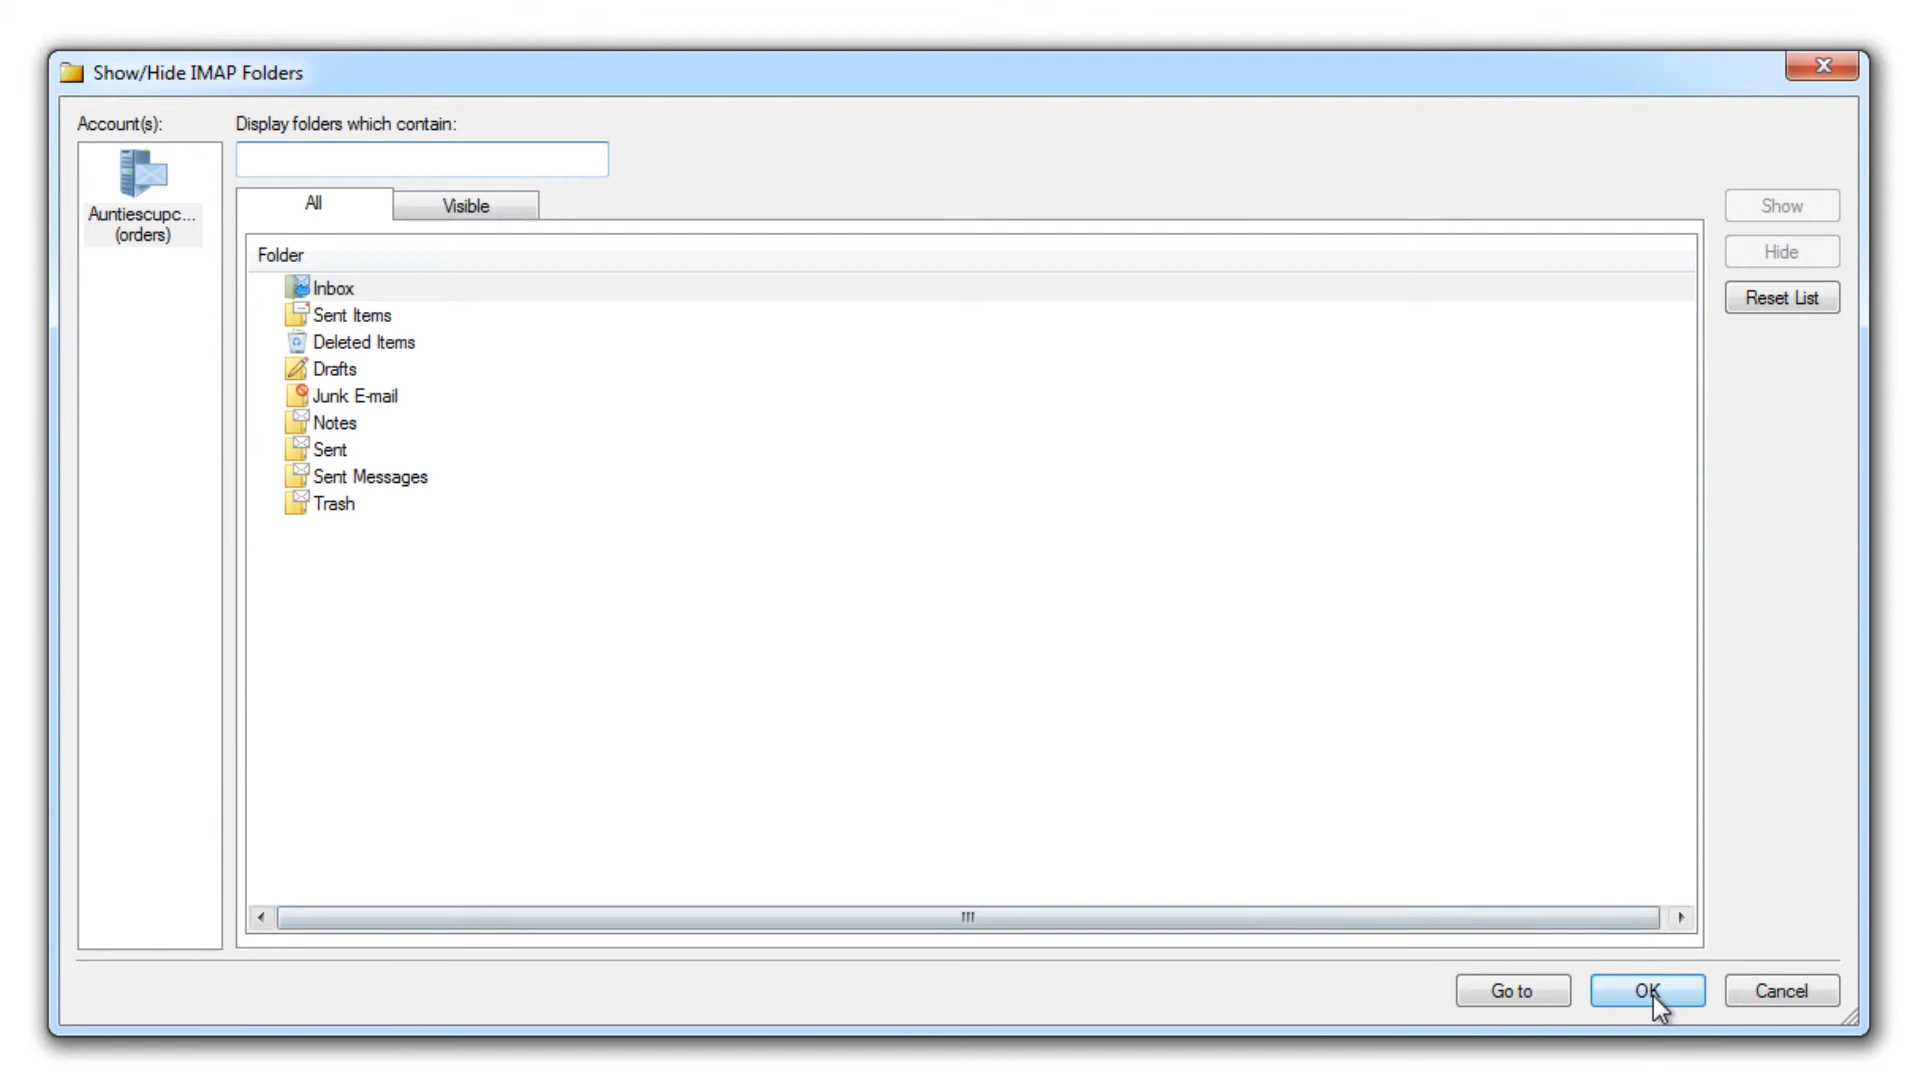 Show/Hide IMAP Folders
Account(s):
Display folders which contain:
Auntiescupc...
(orders)
All
Visible
Show
Hide
Reset List
Folder
Inbox
Sent Items
Deleted Items
Drafts
Junk E-mail
Notes
Sent
Sent Messages
Trash
Go to
OK
Cancel